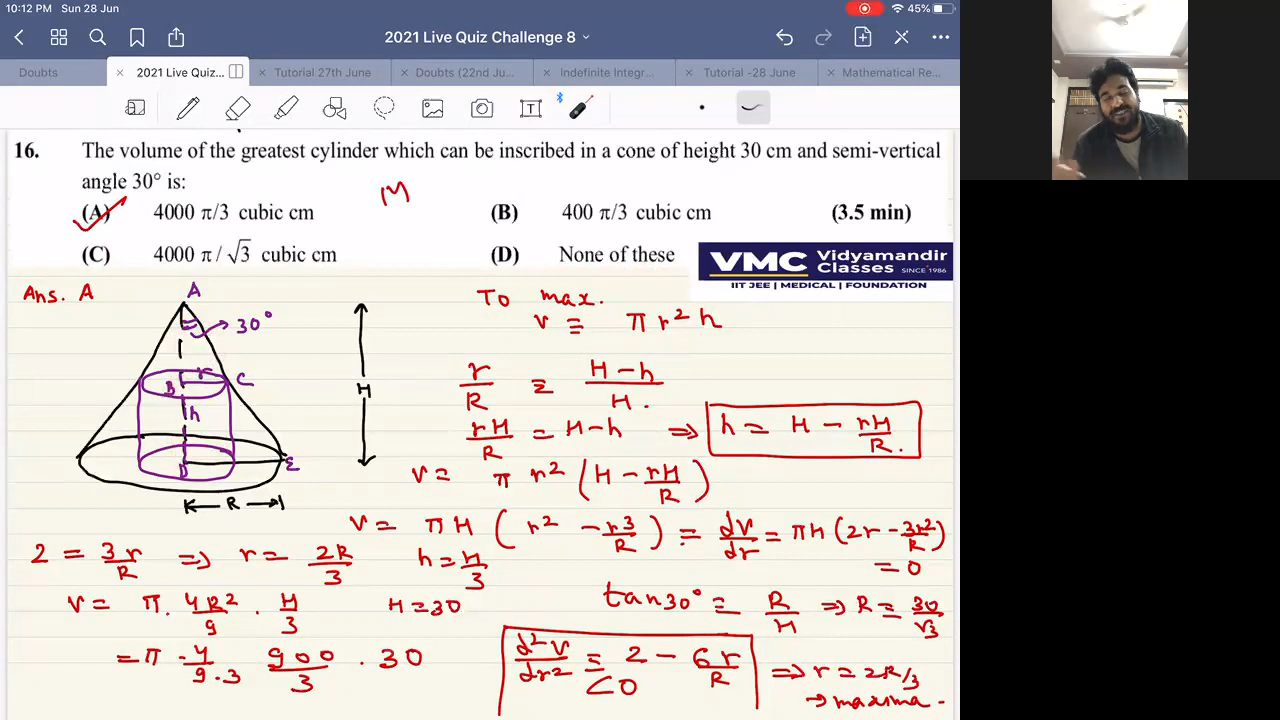 10:12 PM Sun 28 Jun
45%
2021 Live Quiz Challenge 8
Doubts
2021 Live Quiz...
Tutorial 27th June
Doubts (22nd Ju...
Indefinite Integr...
Tutorial -28 June
Mathematical Re...
16. The volume of the greatest cylinder which can be inscribed in a cone of height 30 cm and semi-vertical
angle 30° is:
M
(A) 4000 π/3 cubic cm (B) 400 π/3 cubic cm (3.5 min)
(C) 4000 π/√3 cubic cm (D) None of these
VMC Vidyamandir Classes SINCE 1986
IIT JEE | MEDICAL | FOUNDATION
Ans. A
A
30°
r
B
C
h
H
D
E
R
To max.
v = πr²h
r/R = (H-h)/H.
rH/R = H-h ⇒ h = H - rH/R.
v = π r² (H - rH/R)
v = πH (r² - r3/R) = dv/dr = πH (2r - 3r²/R)
= 0
2 = 3r/R ⇒ r = 2R/3 h = H/3
v = π. 4R²/9 . H/3 H = 30
tan30° = R/H ⇒ R = 30/√3
= π 4/9.3 900/3 . 30
d²v/dr² = 2 - 6r/R
<0
⇒ r = 2R/3
→ maxima